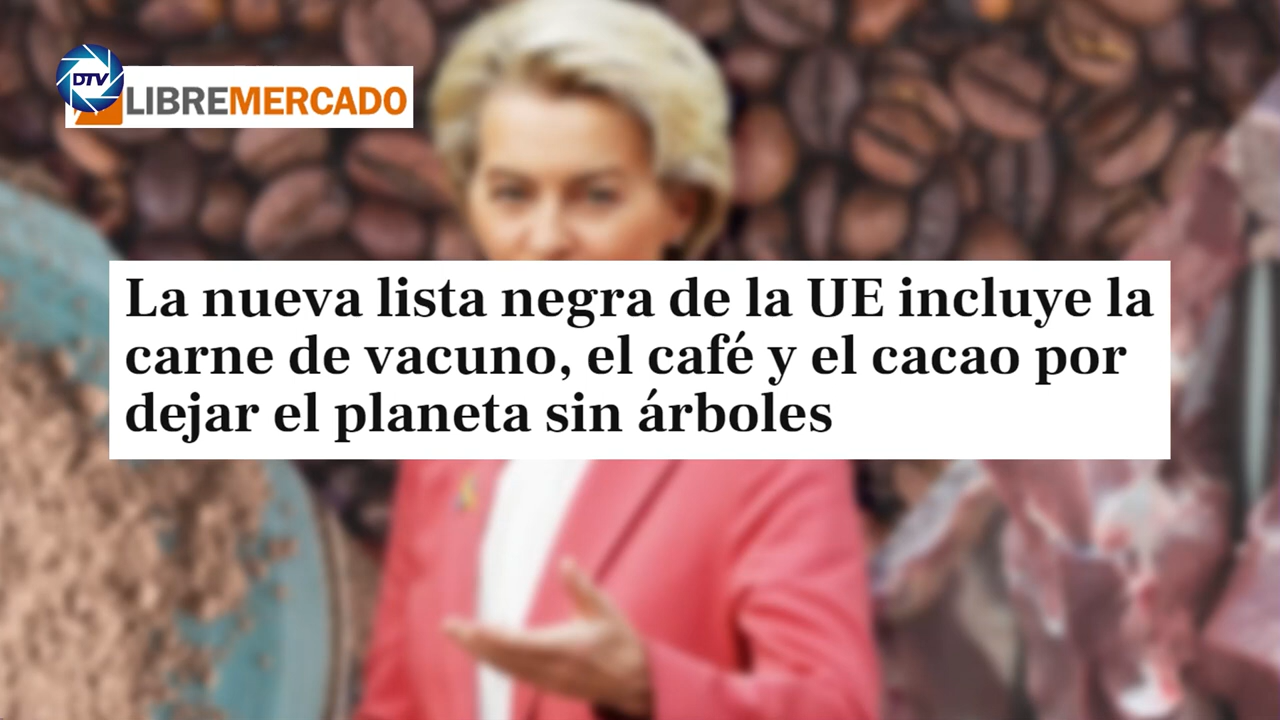 DTV
LIBREMERCADO
La nueva lista negra de la UE incluye la
carne de vacuno, el café y el cacao por
dejar el planeta sin árboles